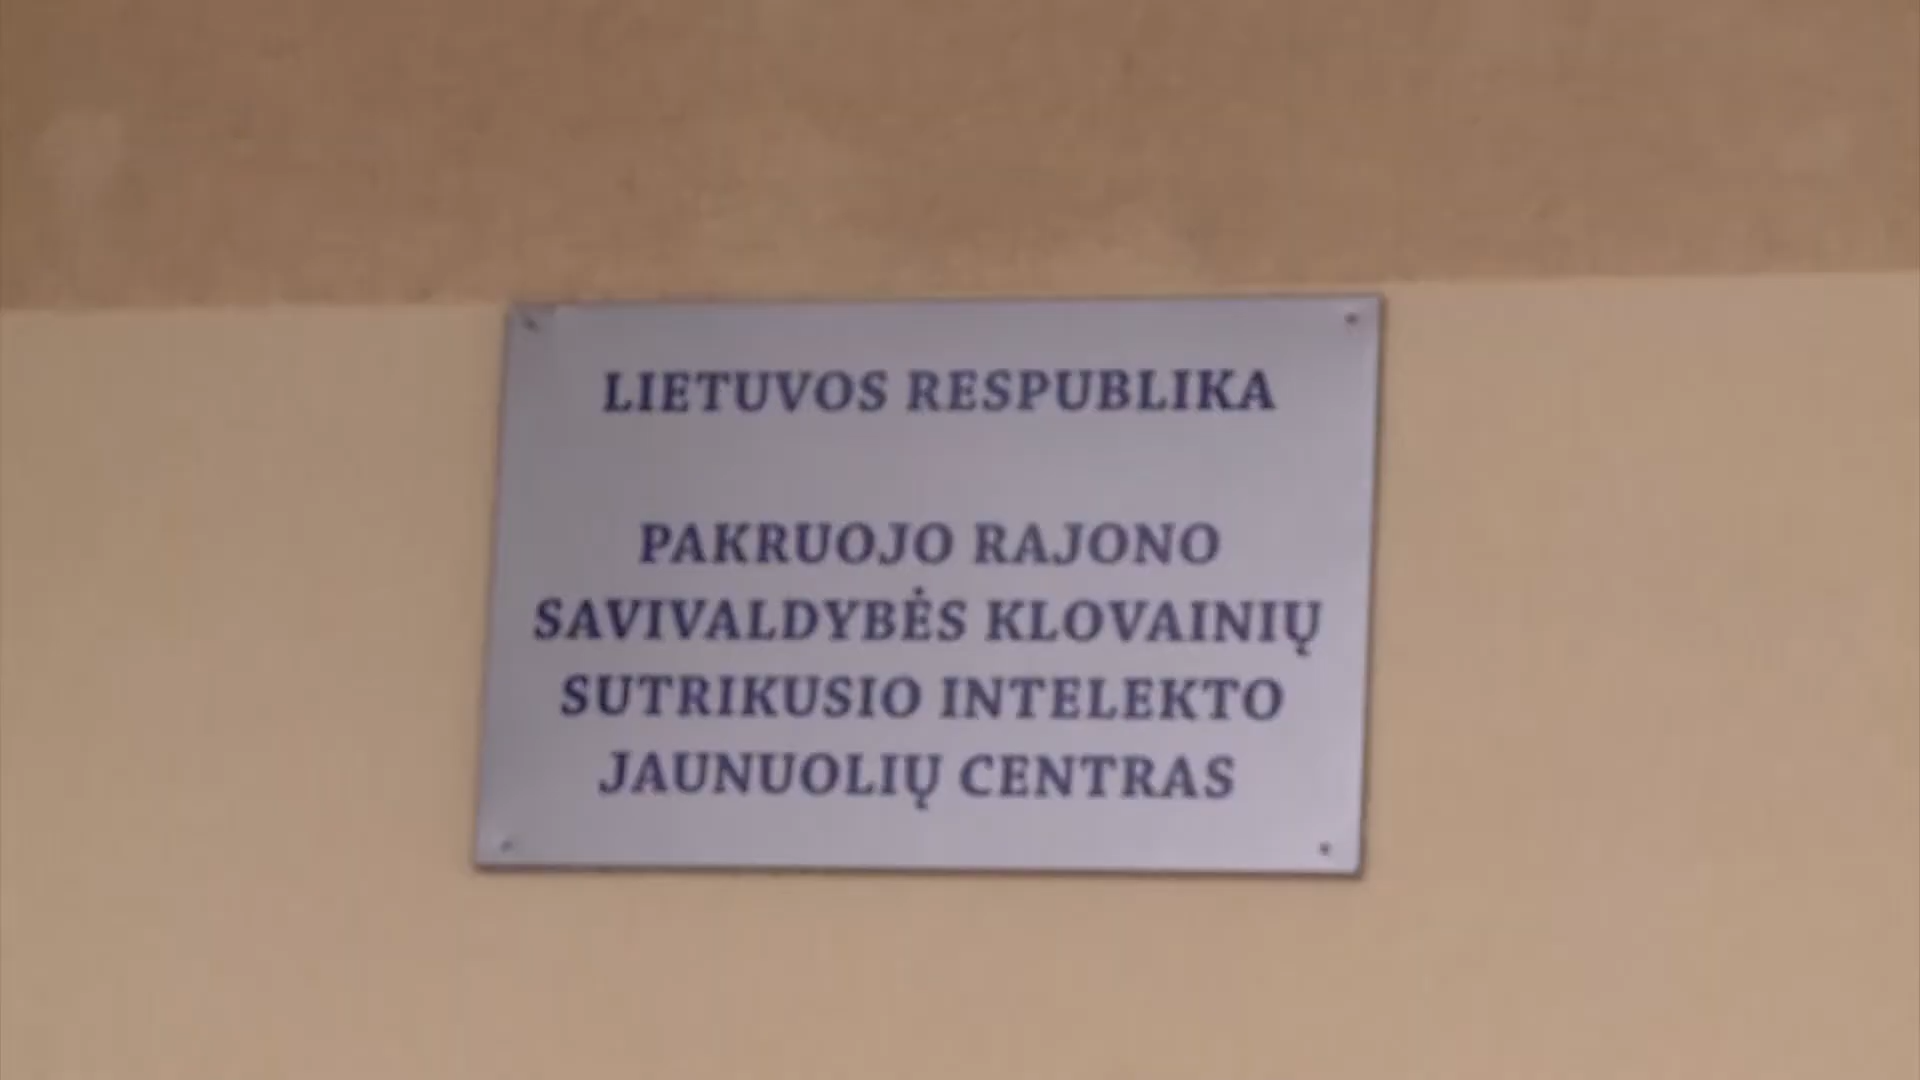 LIETUVOS RESPUBLIKA
PAKRUOJO RAJONO
SAVIVALDYBĖS KLOVAINIŲ
SUTRIKUSIO INTELEKTO
JAUNUOLIŲ CENTRAS